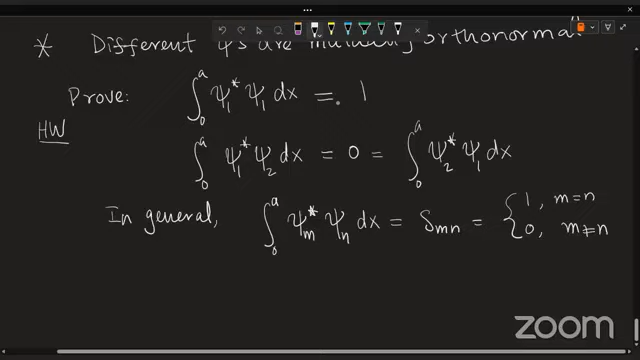 * Different ψs are mutually orthonormal
Prove: ∫₀ᵃ ψ₁* ψ₁ dx = 1
HW
∫₀ᵃ ψ₁* ψ₂ dx = 0 = ∫₀ᵃ ψ₂* ψ₁ dx
In general, ∫₀ᵃ ψₘ* ψₙ dx = δₘₙ = { 1, m=n
0, m≠n
zoom